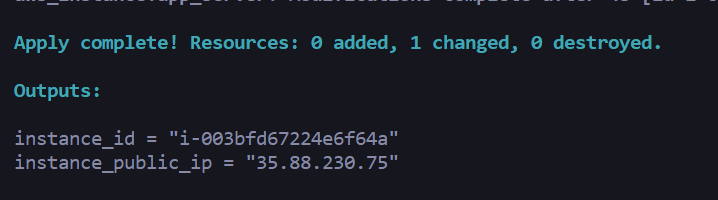 Apply complete! Resources: 0 added, 1 changed, 0 destroyed.
Outputs:
instance_id = "i-003bfd67224e6f64a"
instance_public_ip = "35.88.230.75"